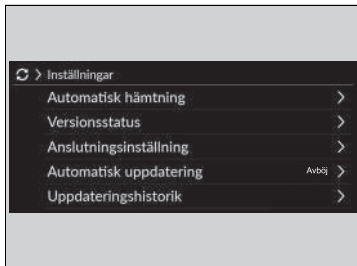 Inställningar
Automatisk hämtning
Versionsstatus
Anslutningsinställning
Automatisk uppdatering Avböj
Uppdateringshistorik